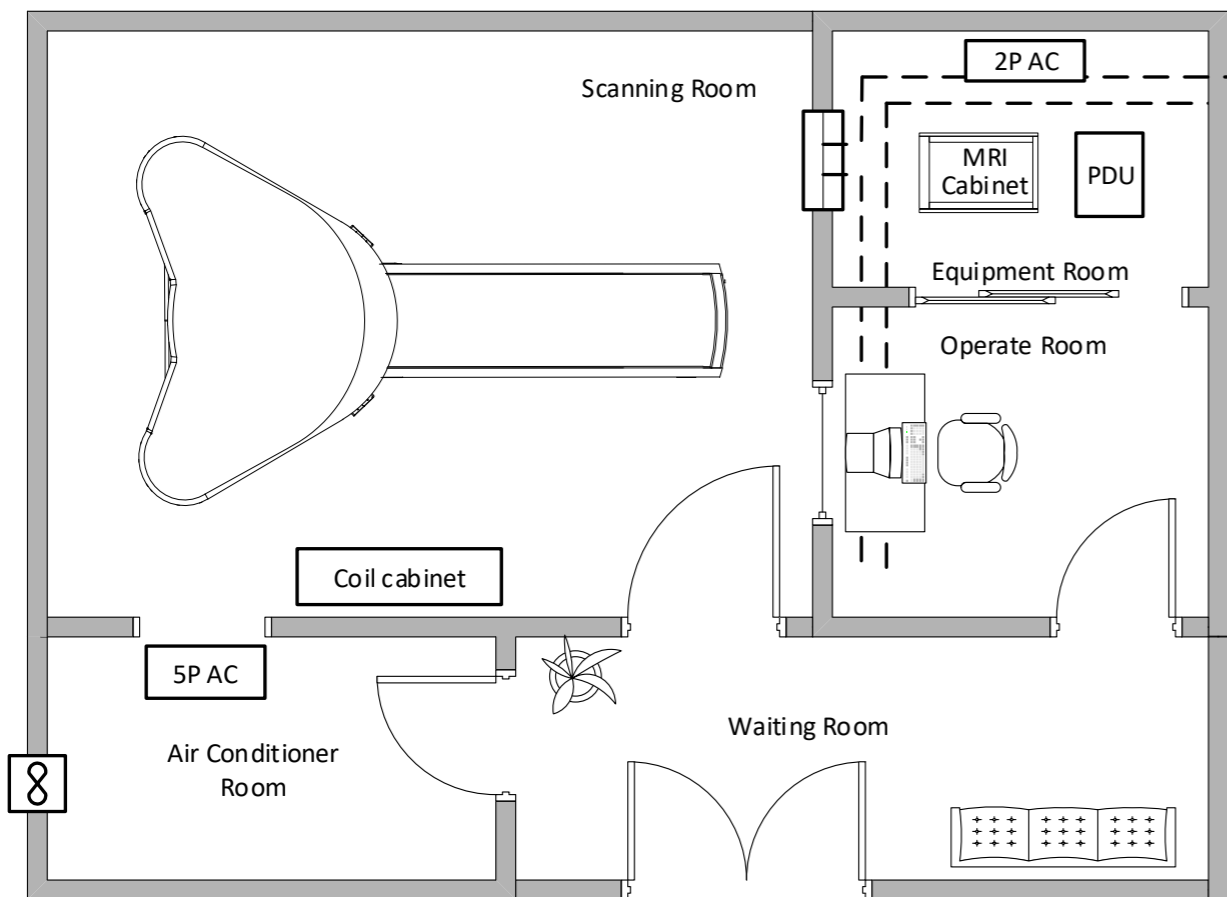 2P AC
Scanning Room
MRI
Cabinet
PDU
Equipment Room
Operate Room
Coil cabinet
5P AC
Waiting Room
Air Conditioner
Room